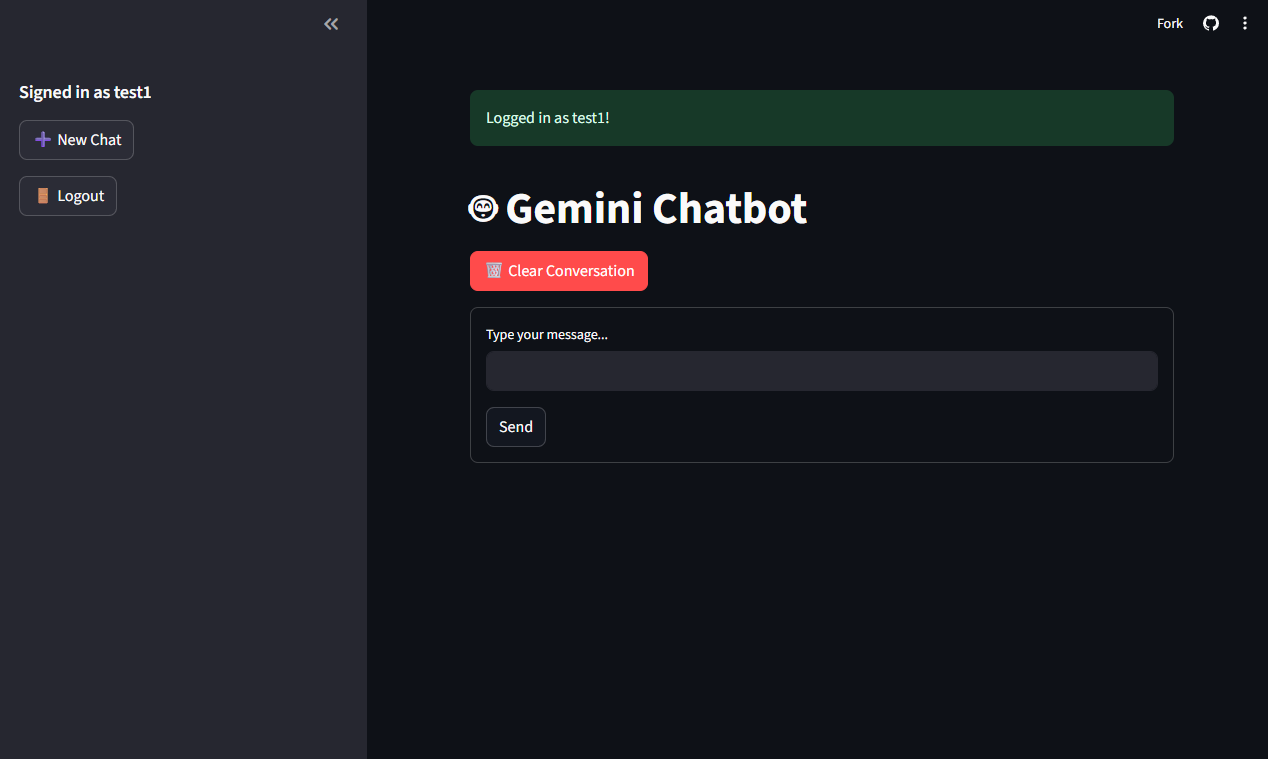 Fork
Signed in as test1
New Chat
Logout
Logged in as test1!
Gemini Chatbot
Clear Conversation
Type your message...
Send